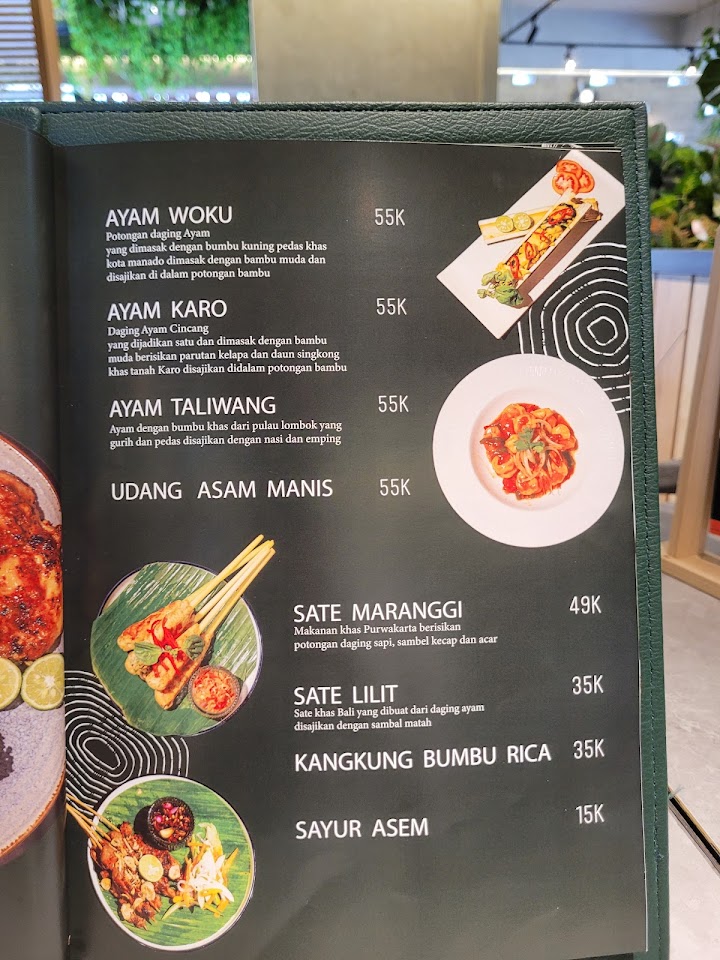 AYAM WOKU 55K
Potongan daging Ayam
yang dimasak dengan bumbu kuning pedas khas
kota manado dimasak dengan bambu muda dan
disajikan di dalam potongan bambu
AYAM KARO 55K
Daging Ayam Cincang
yang dijadikan satu dan dimasak dengan bambu
muda berisikan parutan kelapa dan daun singkong
khas tanah Karo disajikan didalam potongan bambu
AYAM TALIWANG 55K
Ayam dengan bumbu khas dari pulau lombok yang
gurih dan pedas disajikan dengan nasi dan emping
UDANG ASAM MANIS 55K
SATE MARANGGI 49K
Makanan khas Purwakarta berisikan
potongan daging sapi, sambel kecap dan acar
SATE LILIT 35K
Sate khas Bali yang dibuat dari daging ayam
disajikan dengan sambal matah
KANGKUNG BUMBU RICA 35K
SAYUR ASEM 15K